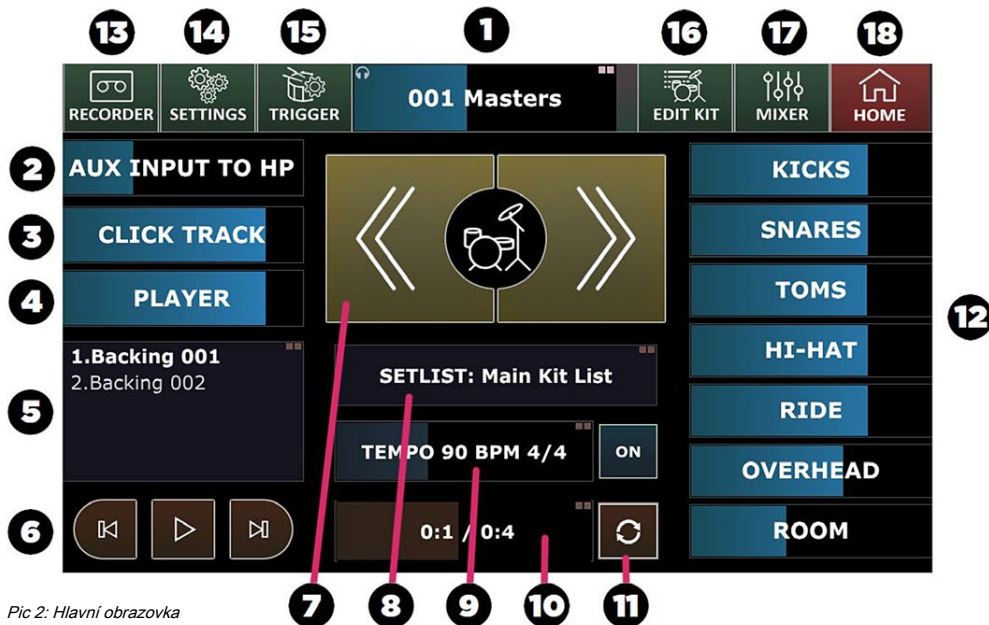 13 14 15 1 16 17 18
RECORDER SETTINGS TRIGGER 001 Masters EDIT KIT MIXER HOME
2 AUX INPUT TO HP KICKS
3 CLICK TRACK SNARES
4 PLAYER TOMS
12
1.Backing 001 HI-HAT
2.Backing 002
SETLIST: Main Kit List
5 RIDE
TEMPO 90 BPM 4/4 ON
OVERHEAD
6 0:1 / 0:4 ROOM
7 8 9 10 11
Pic 2: Hlavní obrazovka